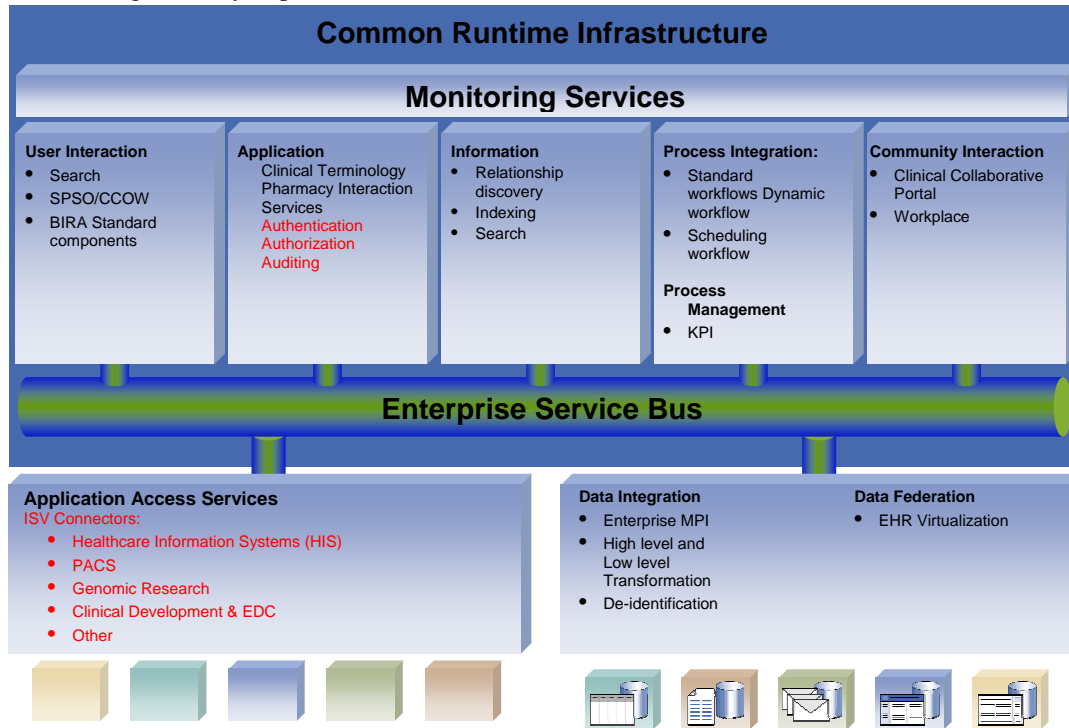 Common Runtime Infrastructure
Monitoring Services
User Interaction
• Search
• SPSO/CCOW
• BIRA Standard
components
Application
Clinical Terminology
Pharmacy Interaction
Services
Authentication
Authorization
Auditing
Information
• Relationship
discovery
• Indexing
• Search
Process Integration:
• Standard
workflows Dynamic
workflow
• Scheduling
workflow
Process
Management
• KPI
Community Interaction
• Clinical Collaborative
Portal
• Workplace
Enterprise Service Bus
Application Access Services
ISV Connectors:
• Healthcare Information Systems (HIS)
• PACS
• Genomic Research
• Clinical Development & EDC
• Other
Data Integration
• Enterprise MPI
• High level and
Low level
Transformation
• De-identification
Data Federation
• EHR Virtualization